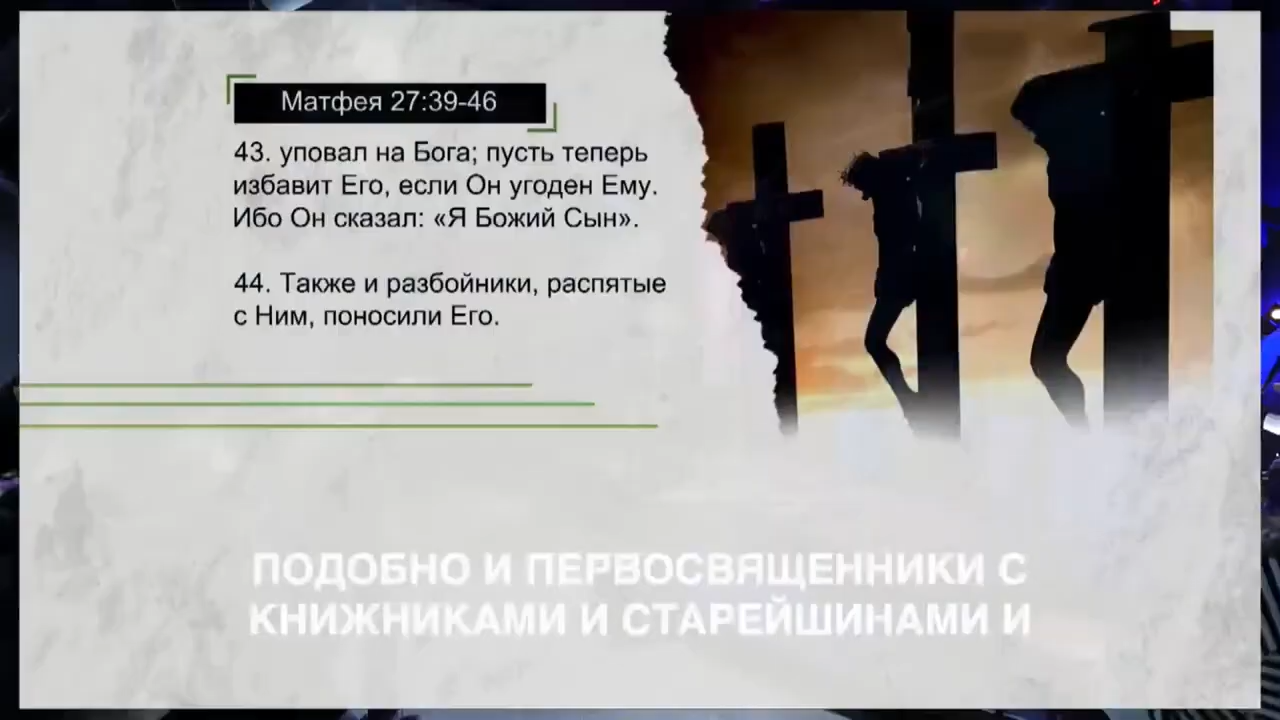 Матфея 27:39-46
43. уповал на Бога; пусть теперь
избавит Его, если Он угоден Ему.
Ибо Он сказал: «Я Божий Сын».
44. Также и разбойники, распятые
с Ним, поносили Его.
ПОДОБНО И ПЕРВОСВЯЩЕННИКИ С
КНИЖНИКАМИ И СТАРЕЙШИНАМИ И